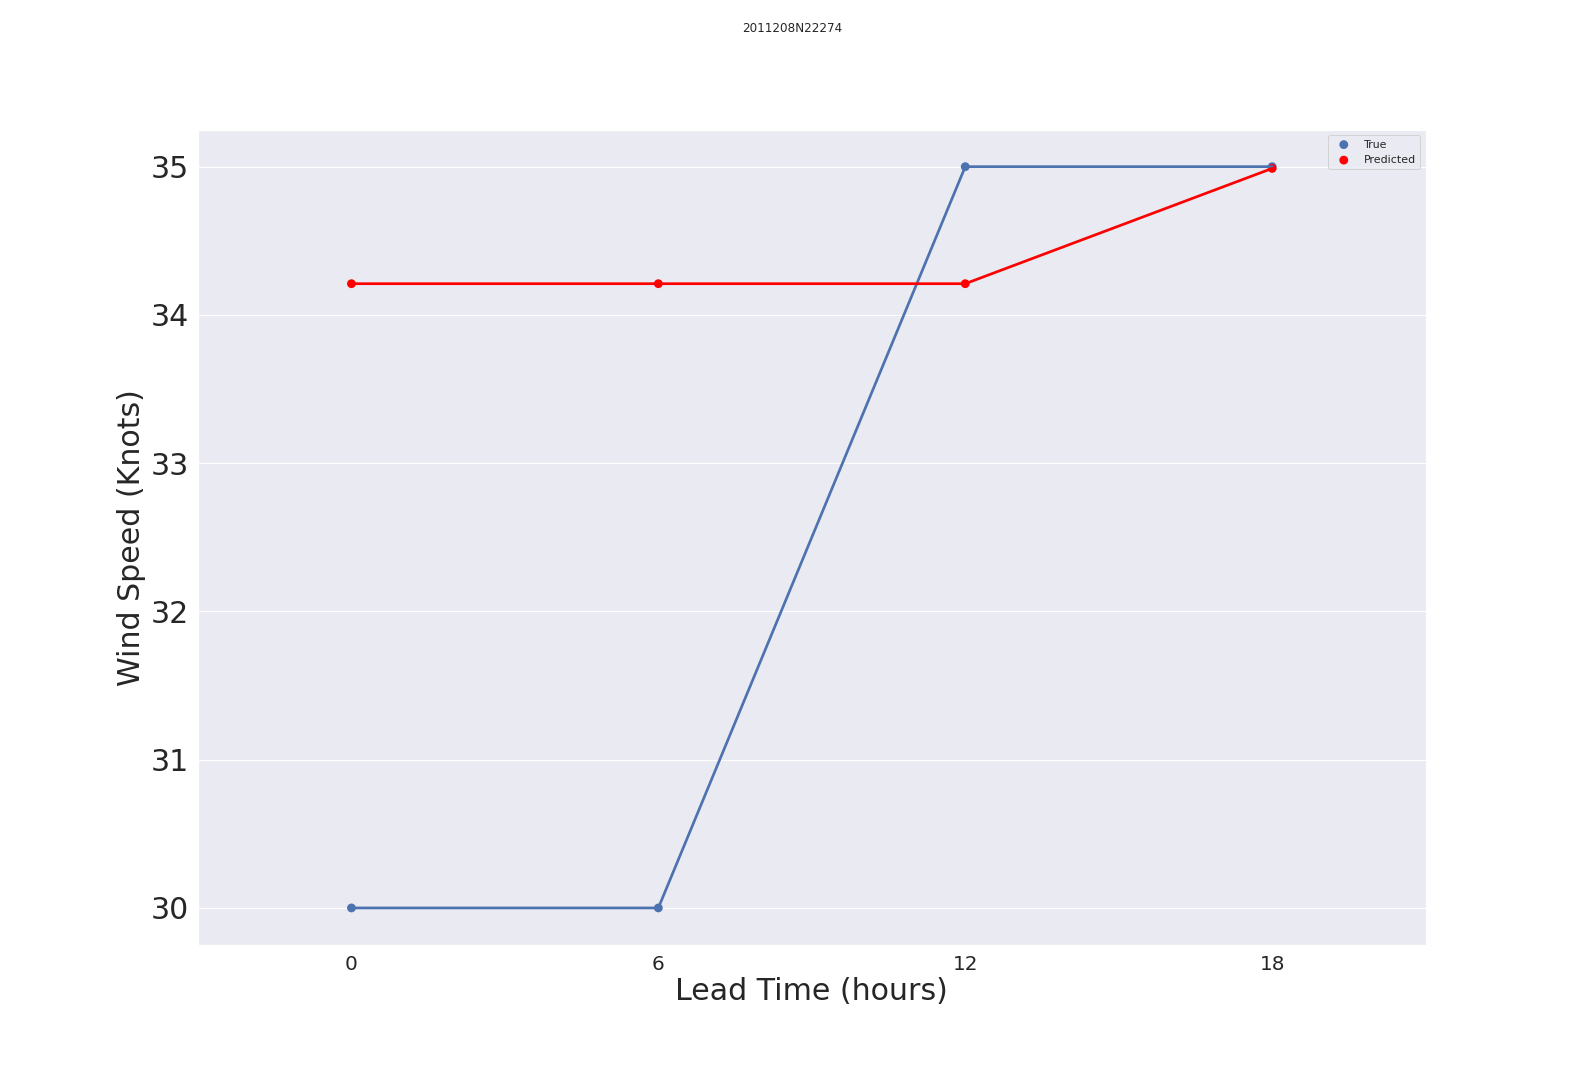 2011208N22274
True
Predicted
35
34
33
32
31
30
Wind Speed (Knots)
0 6 12 18
Lead Time (hours)